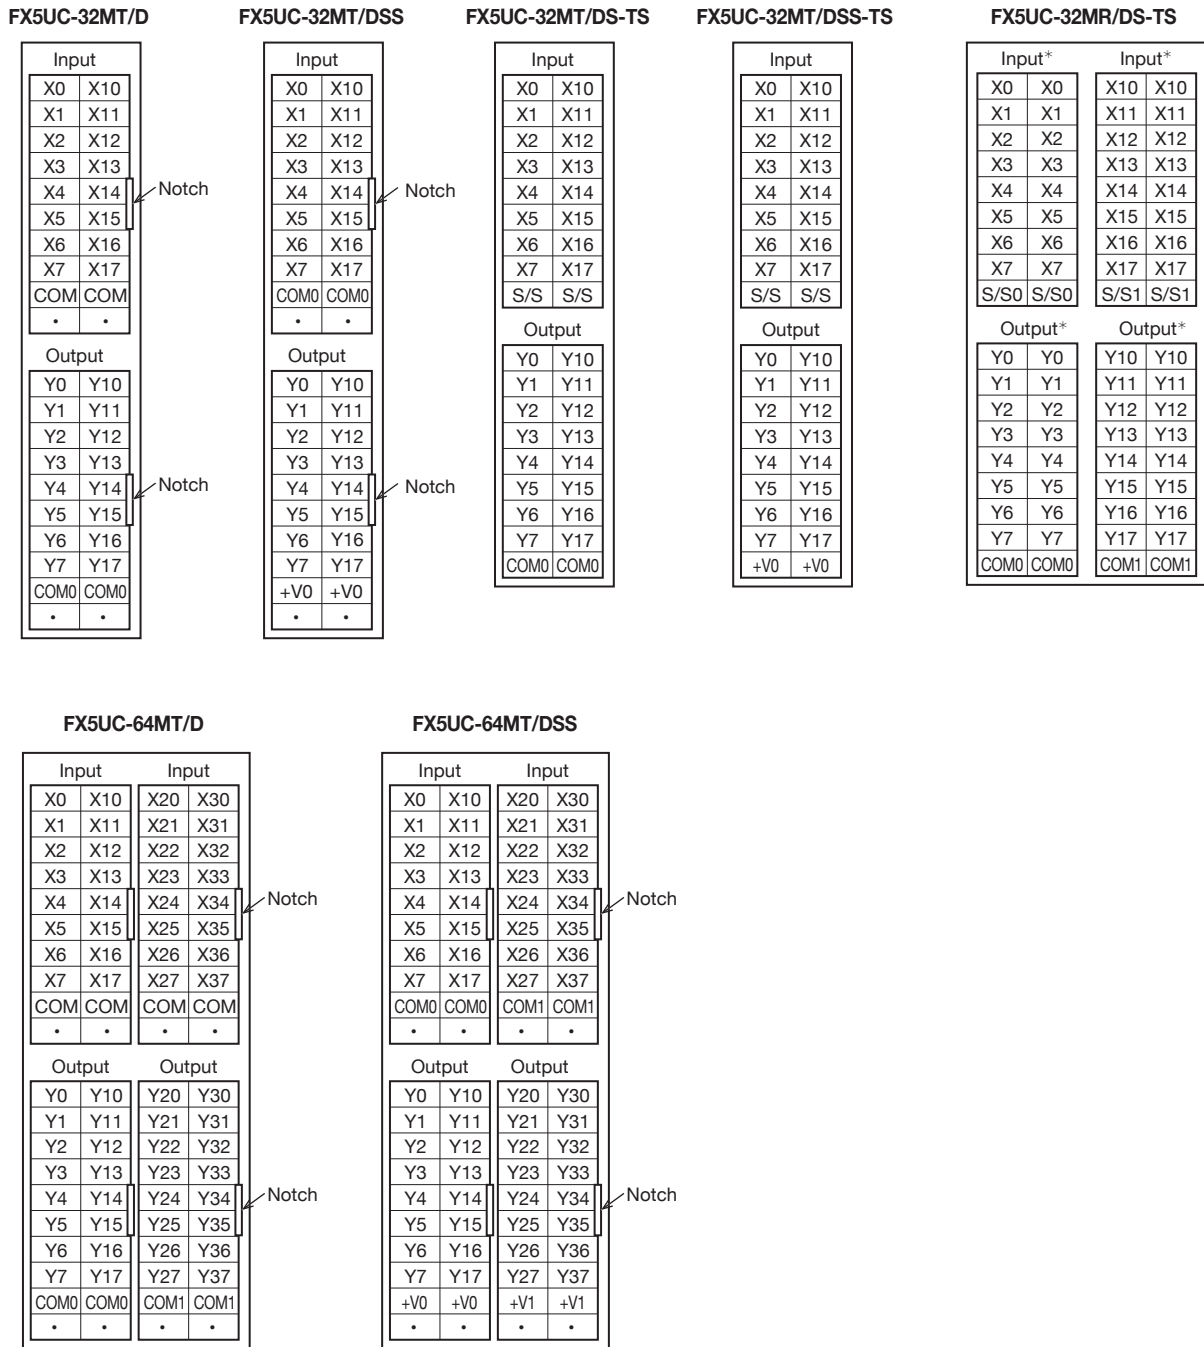 FX5UC-32MT/D FX5UC-32MT/DSS FX5UC-32MT/DS-TS FX5UC-32MT/DSS-TS FX5UC-32MR/DS-TS
Input Input Input Input Input* Input*
X0 X10 X0 X10 X0 X10 X0 X10 X0 X0 X10 X10
X1 X11 X1 X11 X1 X11 X1 X11 X1 X1 X11 X11
X2 X12 X2 X12 X2 X12 X2 X12 X2 X2 X12 X12
X3 X13 X3 X13 X3 X13 X3 X13 X3 X3 X13 X13
X4 X14 Notch X4 X14 Notch X4 X14 X4 X14 X4 X4 X14 X14
X5 X15 X5 X15 X5 X15 X5 X15 X5 X5 X15 X15
X6 X16 X6 X16 X6 X16 X6 X16 X6 X6 X16 X16
X7 X17 X7 X17 X7 X17 X7 X17 X7 X7 X17 X17
COM COM COM0 COM0 S/S S/S S/S S/S S/S0 S/S0 S/S1 S/S1
• • • • Output Output Output* Output*
Output Output Y0 Y10 Y0 Y10 Y0 Y0 Y10 Y10
Y0 Y10 Y0 Y10 Y1 Y11 Y1 Y11 Y1 Y1 Y11 Y11
Y1 Y11 Y1 Y11 Y2 Y12 Y2 Y12 Y2 Y2 Y12 Y12
Y2 Y12 Y2 Y12 Y3 Y13 Y3 Y13 Y3 Y3 Y13 Y13
Y3 Y13 Y3 Y13 Y4 Y14 Y4 Y14 Y4 Y4 Y14 Y14
Y4 Y14 Notch Y4 Y14 Notch Y5 Y15 Y5 Y15 Y5 Y5 Y15 Y15
Y5 Y15 Y5 Y15 Y6 Y16 Y6 Y16 Y6 Y6 Y16 Y16
Y6 Y16 Y6 Y16 Y7 Y17 Y7 Y17 Y7 Y7 Y17 Y17
Y7 Y17 Y7 Y17 COM0 COM0 +V0 +V0 COM0 COM0 COM1 COM1
COM0 COM0 +V0 +V0
• • • •
FX5UC-64MT/D FX5UC-64MT/DSS
Input Input Input Input
X0 X10 X20 X30 X0 X10 X20 X30
X1 X11 X21 X31 X1 X11 X21 X31
X2 X12 X22 X32 X2 X12 X22 X32
X3 X13 X23 X33 X3 X13 X23 X33
X4 X14 X24 X34 Notch X4 X14 X24 X34 Notch
X5 X15 X25 X35 X5 X15 X25 X35
X6 X16 X26 X36 X6 X16 X26 X36
X7 X17 X27 X37 X7 X17 X27 X37
COM COM COM COM COM0 COM0 COM1 COM1
• • • • • • • •
Output Output Output Output
Y0 Y10 Y20 Y30 Y0 Y10 Y20 Y30
Y1 Y11 Y21 Y31 Y1 Y11 Y21 Y31
Y2 Y12 Y22 Y32 Y2 Y12 Y22 Y32
Y3 Y13 Y23 Y33 Y3 Y13 Y23 Y33
Y4 Y14 Y24 Y34 Notch Y4 Y14 Y24 Y34 Notch
Y5 Y15 Y25 Y35 Y5 Y15 Y25 Y35
Y6 Y16 Y26 Y36 Y6 Y16 Y26 Y36
Y7 Y17 Y27 Y37 Y7 Y17 Y27 Y37
COM0 COM0 COM1 COM1 +V0 +V0 +V1 +V1
• • • • • • • •